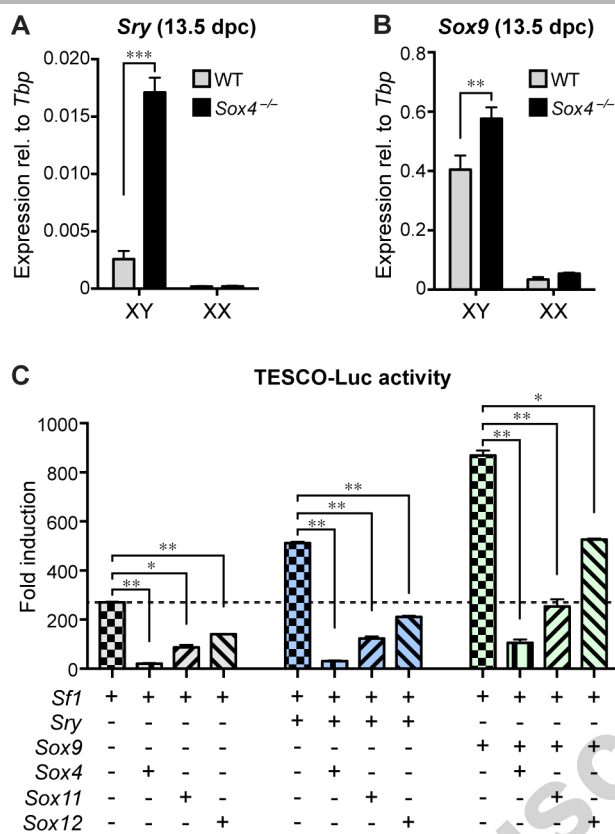 A
Sry (13.5 dpc)
Expression rel. to Tbp
0.020
0.015
0.010
0.005
0
***
WT
Sox4 –/–
XY XX
B
Sox9 (13.5 dpc)
Expression rel. to Tbp
0.8
0.6
0.4
0.2
0
**
WT
Sox4 –/–
XY XX
C
TESCO-Luc activity
Fold induction
1000
800
600
400
200
0
**
*
**
**
**
**
*
**
**
Sf1 + + + + + + + + + + + +
Sry - - - - + + + + - - - -
Sox9 - - - - - - - - + + + +
Sox4 - + - - - + - - - + - -
Sox11 - - + - - - + - - - + -
Sox12 - - - + - - - + - - - +